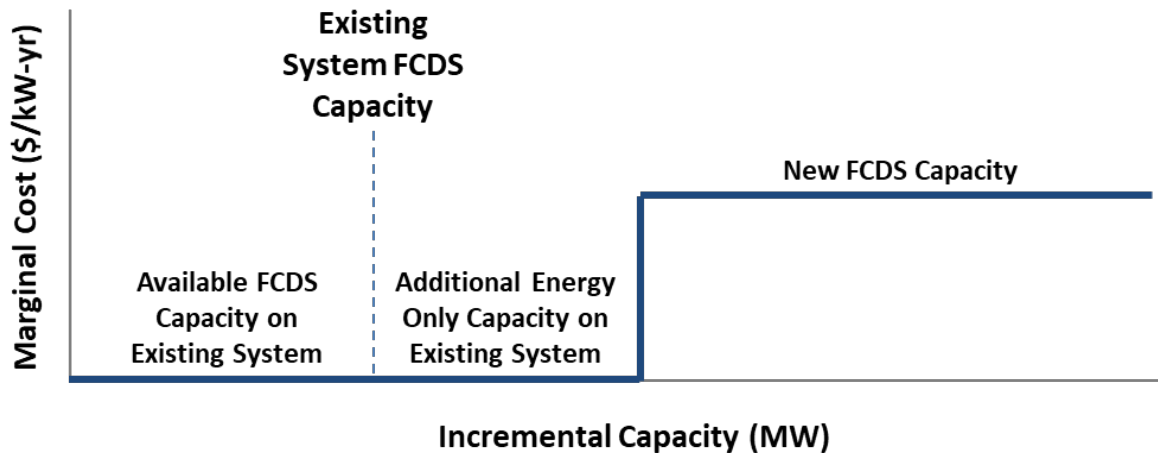 Existing
System FCDS
Capacity
Marginal Cost ($/kW-yr)
New FCDS Capacity
Available FCDS
Capacity on
Existing System
Additional Energy
Only Capacity on
Existing System
Incremental Capacity (MW)